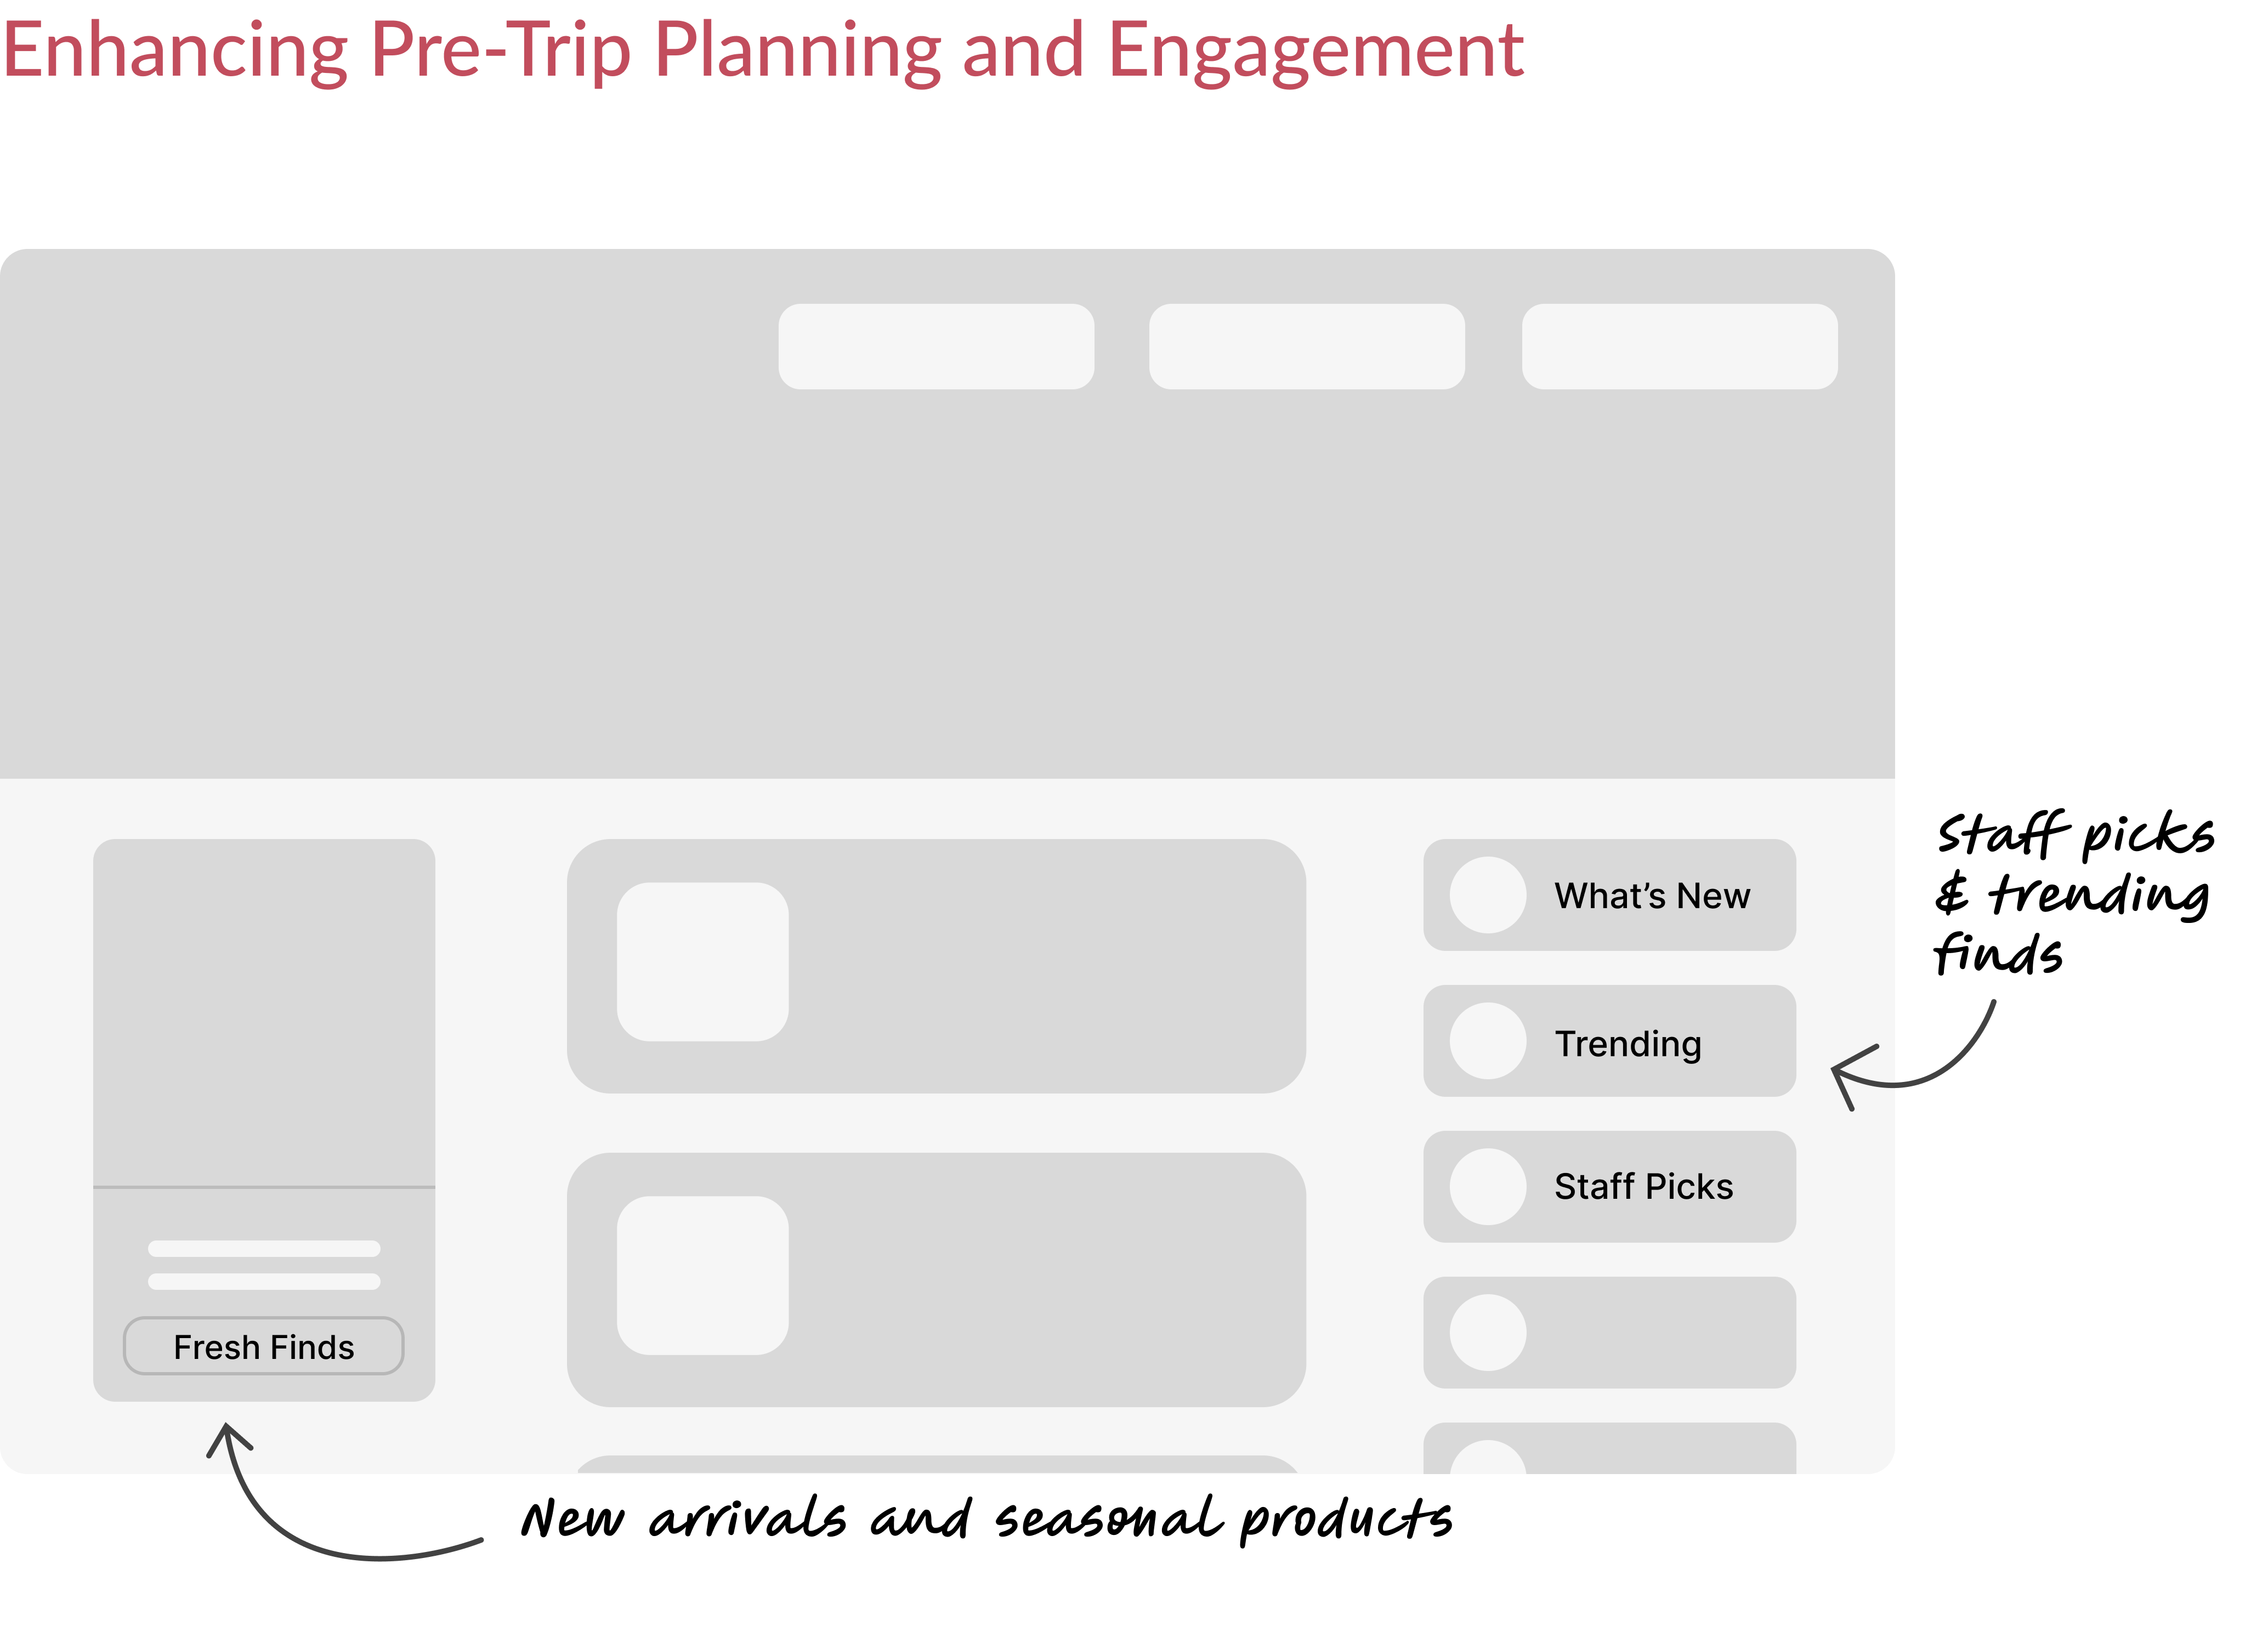 Enhancing Pre-Trip Planning and Engagement
Staff picks
& trending
finds
What’s New
Trending
Staff Picks
Fresh Finds
New arrivals and seasonal products